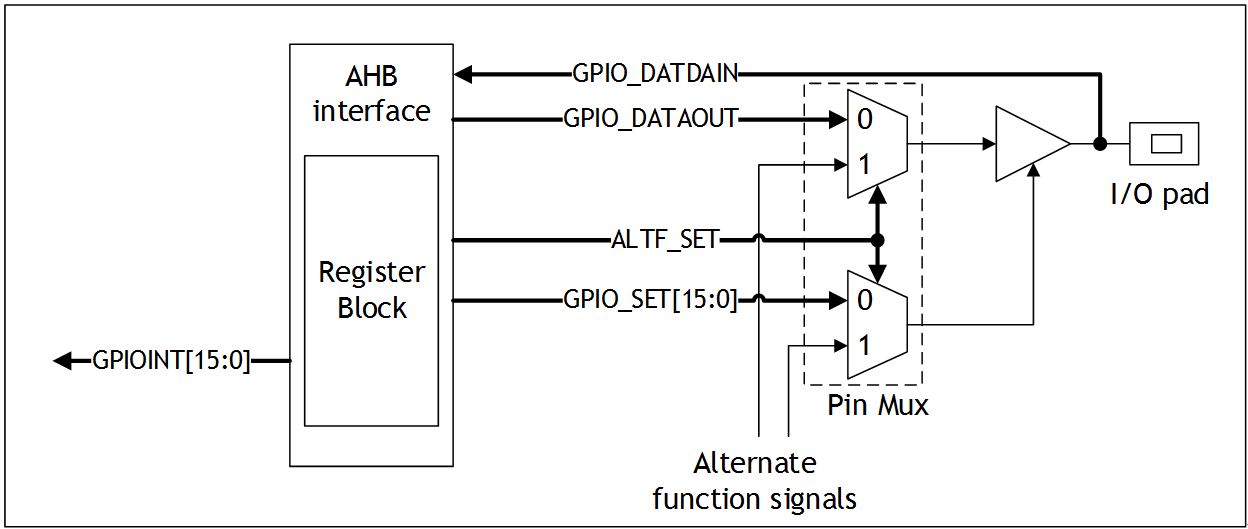 AHB
interface
GPIO_DATDAIN
GPIO_DATAOUT
0
1
I/O pad
ALTF_SET
Register
Block
GPIO_SET[15:0]
0
1
GPIOINT[15:0]
Pin Mux
Alternate
function signals